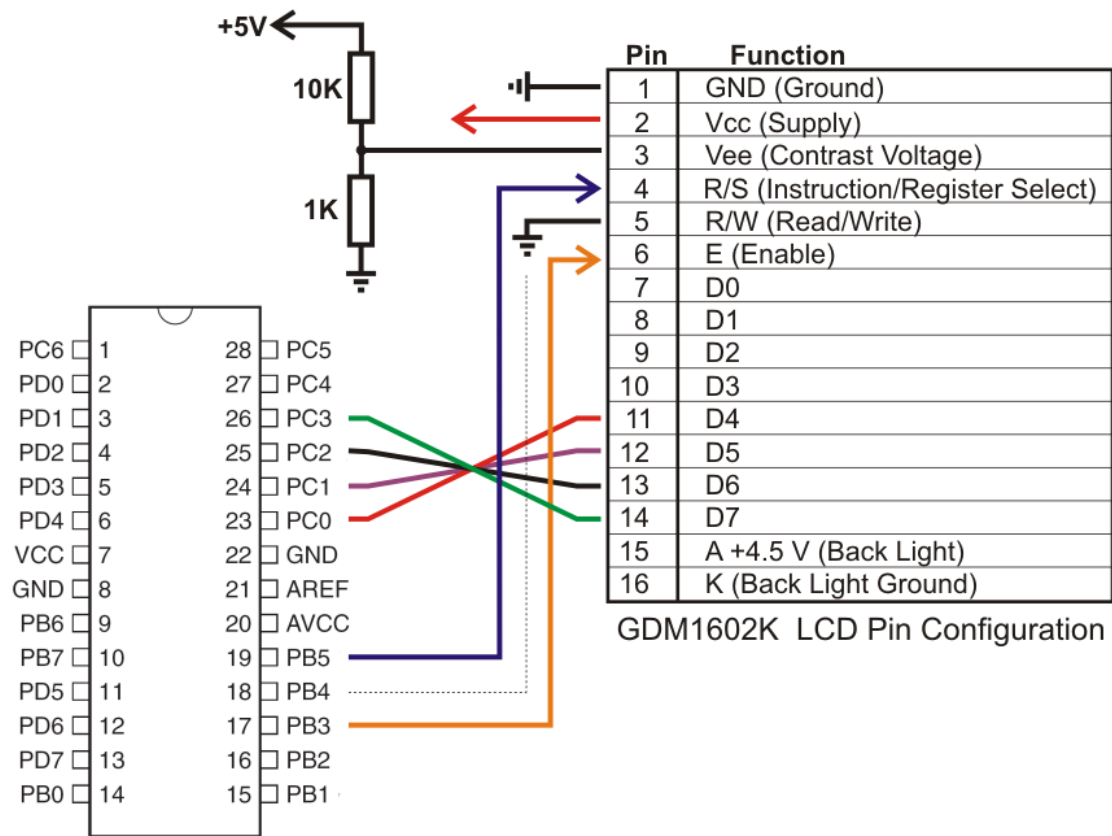 +5V
10K
1K
Pin Function
1 GND (Ground)
2 Vcc (Supply)
3 Vee (Contrast Voltage)
4 R/S (Instruction/Register Select)
5 R/W (Read/Write)
6 E (Enable)
7 D0
8 D1
9 D2
10 D3
11 D4
12 D5
13 D6
14 D7
15 A +4.5 V (Back Light)
16 K (Back Light Ground)
GDM1602K LCD Pin Configuration
PC6 1 28 PC5
PD0 2 27 PC4
PD1 3 26 PC3
PD2 4 25 PC2
PD3 5 24 PC1
PD4 6 23 PC0
VCC 7 22 GND
GND 8 21 AREF
PB6 9 20 AVCC
PB7 10 19 PB5
PD5 11 18 PB4
PD6 12 17 PB3
PD7 13 16 PB2
PB0 14 15 PB1